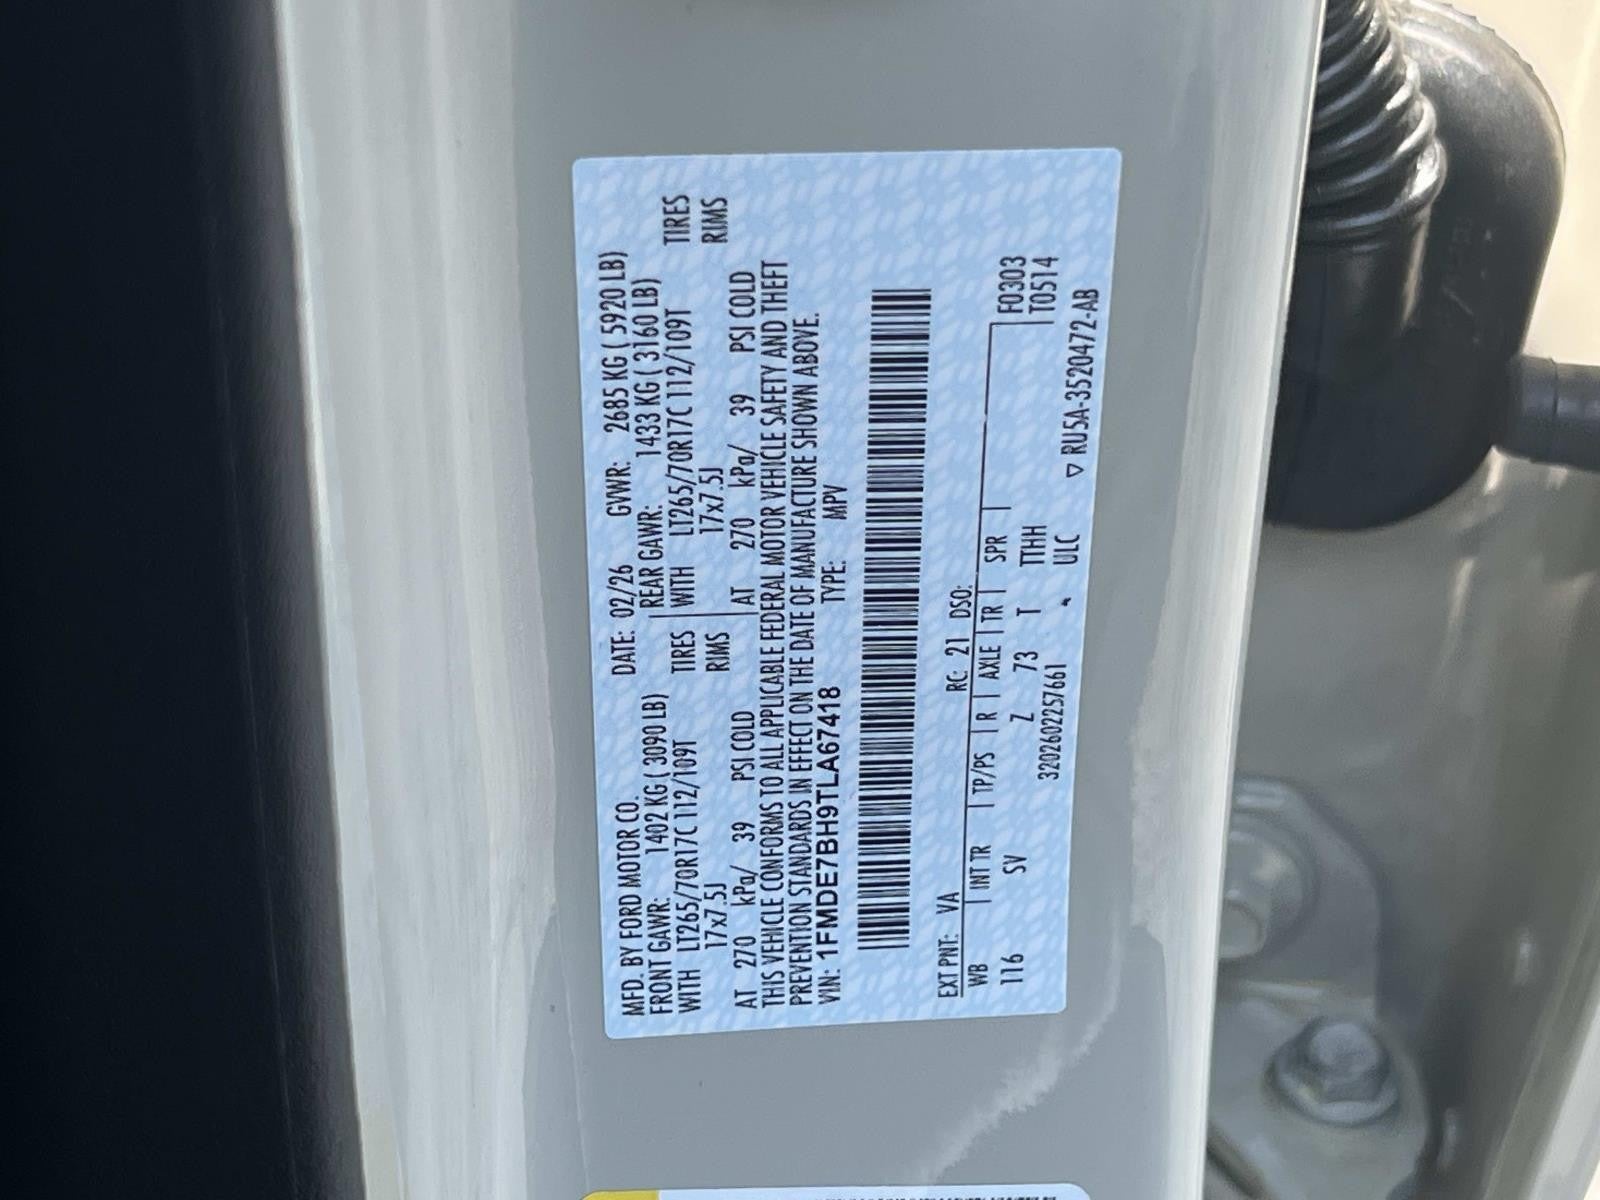 MFD. BY FORD MOTOR CO. DATE: 02/26 GVWR: 2685 KG ( 5920 LB)
FRONT GAWR: 1402 KG ( 3090 LB) REAR GAWR: 1433 KG ( 3160 LB)
WITH LT265/70R17C 112/109T TIRES WITH LT265/70R17C 112/109T TIRES
17x7.5J RIMS 17x7.5J RIMS
AT 270 kPa/ 39 PSI COLD AT 270 kPa/ 39 PSI COLD
THIS VEHICLE CONFORMS TO ALL APPLICABLE FEDERAL MOTOR VEHICLE SAFETY AND THEFT
PREVENTION STANDARDS IN EFFECT ON THE DATE OF MANUFACTURE SHOWN ABOVE.
VIN: 1FMDE7BH9TLA67418 TYPE: MPV
EXT PNT: VA RC: 21 DSO:
WB INT TR TP/PS R AXLE TR SPR F0303
116 SV Z 73 T TTHH T0514
3202602257661 ULC
▽ RU5A-3520472-AB